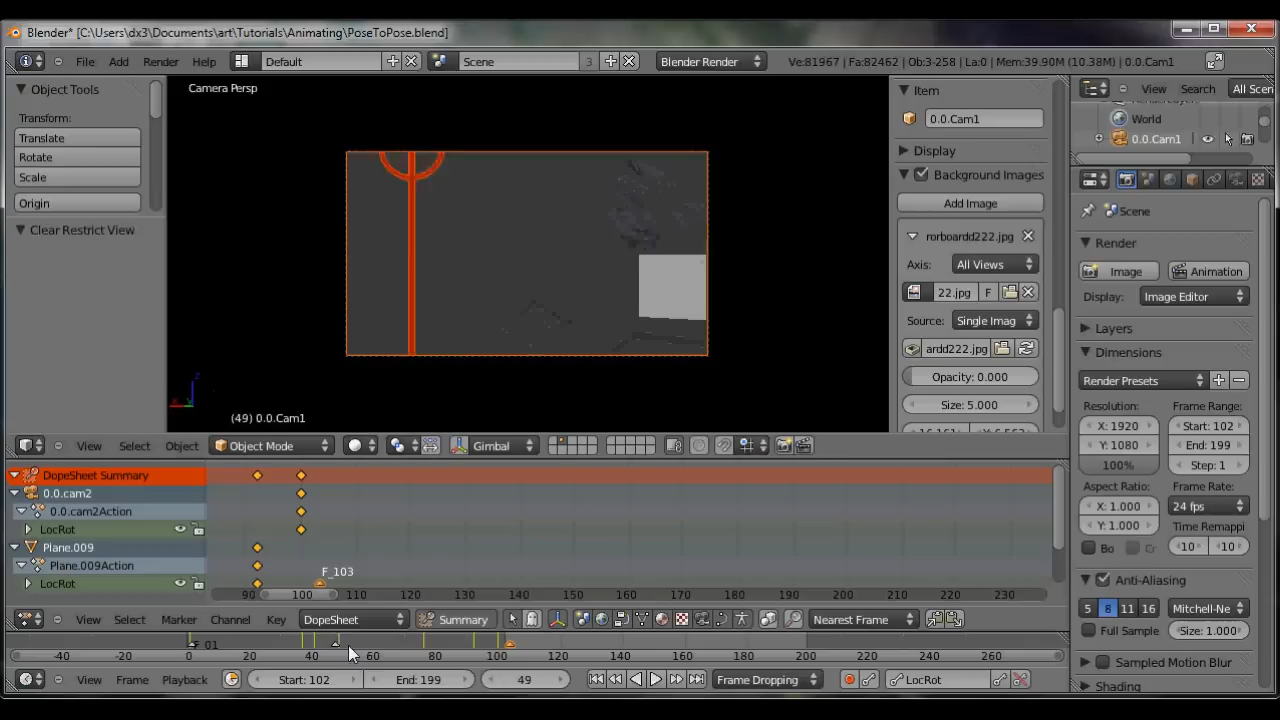 Blender* [C:\Users\dx3\Documents\art\Tutorials\Animating\PoseToPose.blend]
File Add Render Help Default Scene 3 Blender Render Ve:81967 | Fa:82462 | Ob:3-258 | La:0 | Mem:39.90M (10.38M) | 0.0.Cam1
Object Tools
Transform:
Translate
Rotate
Scale
Origin
Clear Restrict View
Camera Persp
(49) 0.0.Cam1
Item
0.0.Cam1
Display
Background Images
Add Image
rorboardd222.jpg
Axis: All Views
22.jpg F
Source: Single Imag
ardd222.jpg
Opacity: 0.000
Size: 5.000
View Search All Scen
World
0.0.Cam1
Scene
Render
Image Animation
Display: Image Editor
Layers
Dimensions
Render Presets
Resolution: Frame Range:
X: 1920 Start: 102
Y: 1080 End: 199
100% Step: 1
Aspect Ratio: Frame Rate:
X: 1.000 24 fps
Y: 1.000 Time Remappi
Bo Cr 10 10
Anti-Aliasing
5 8 11 16 Mitchell-Ne
Full Sample Size: 1.000
Sampled Motion Blur
Shading
View Select Object Object Mode Gimbal
DopeSheet Summary
0.0.cam2
0.0.cam2Action
LocRot
Plane.009
Plane.009Action
LocRot
F_103
90 100 110 120 130 140 150 160 170 180 190 200 210 220 230
View Select Marker Channel Key DopeSheet Summary Nearest Frame
F_01
-40 -20 0 20 40 60 80 100 120 140 160 180 200 220 240 260
View Frame Playback Start: 102 End: 199 49 Frame Dropping LocRot